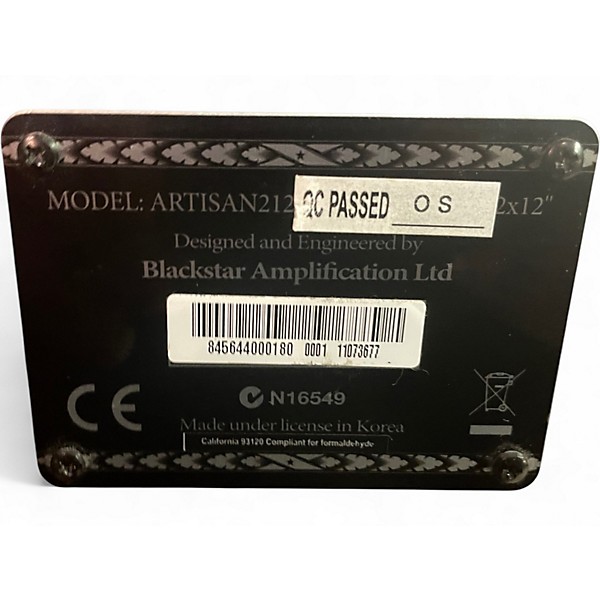 MODEL: ARTISAN212 QC PASSED OS 2x12"
Designed and Engineered by
Blackstar Amplification Ltd
845644000180 0001 11073677
CE N16549
Made under license in Korea
California 93120 Compliant for formaldehyde